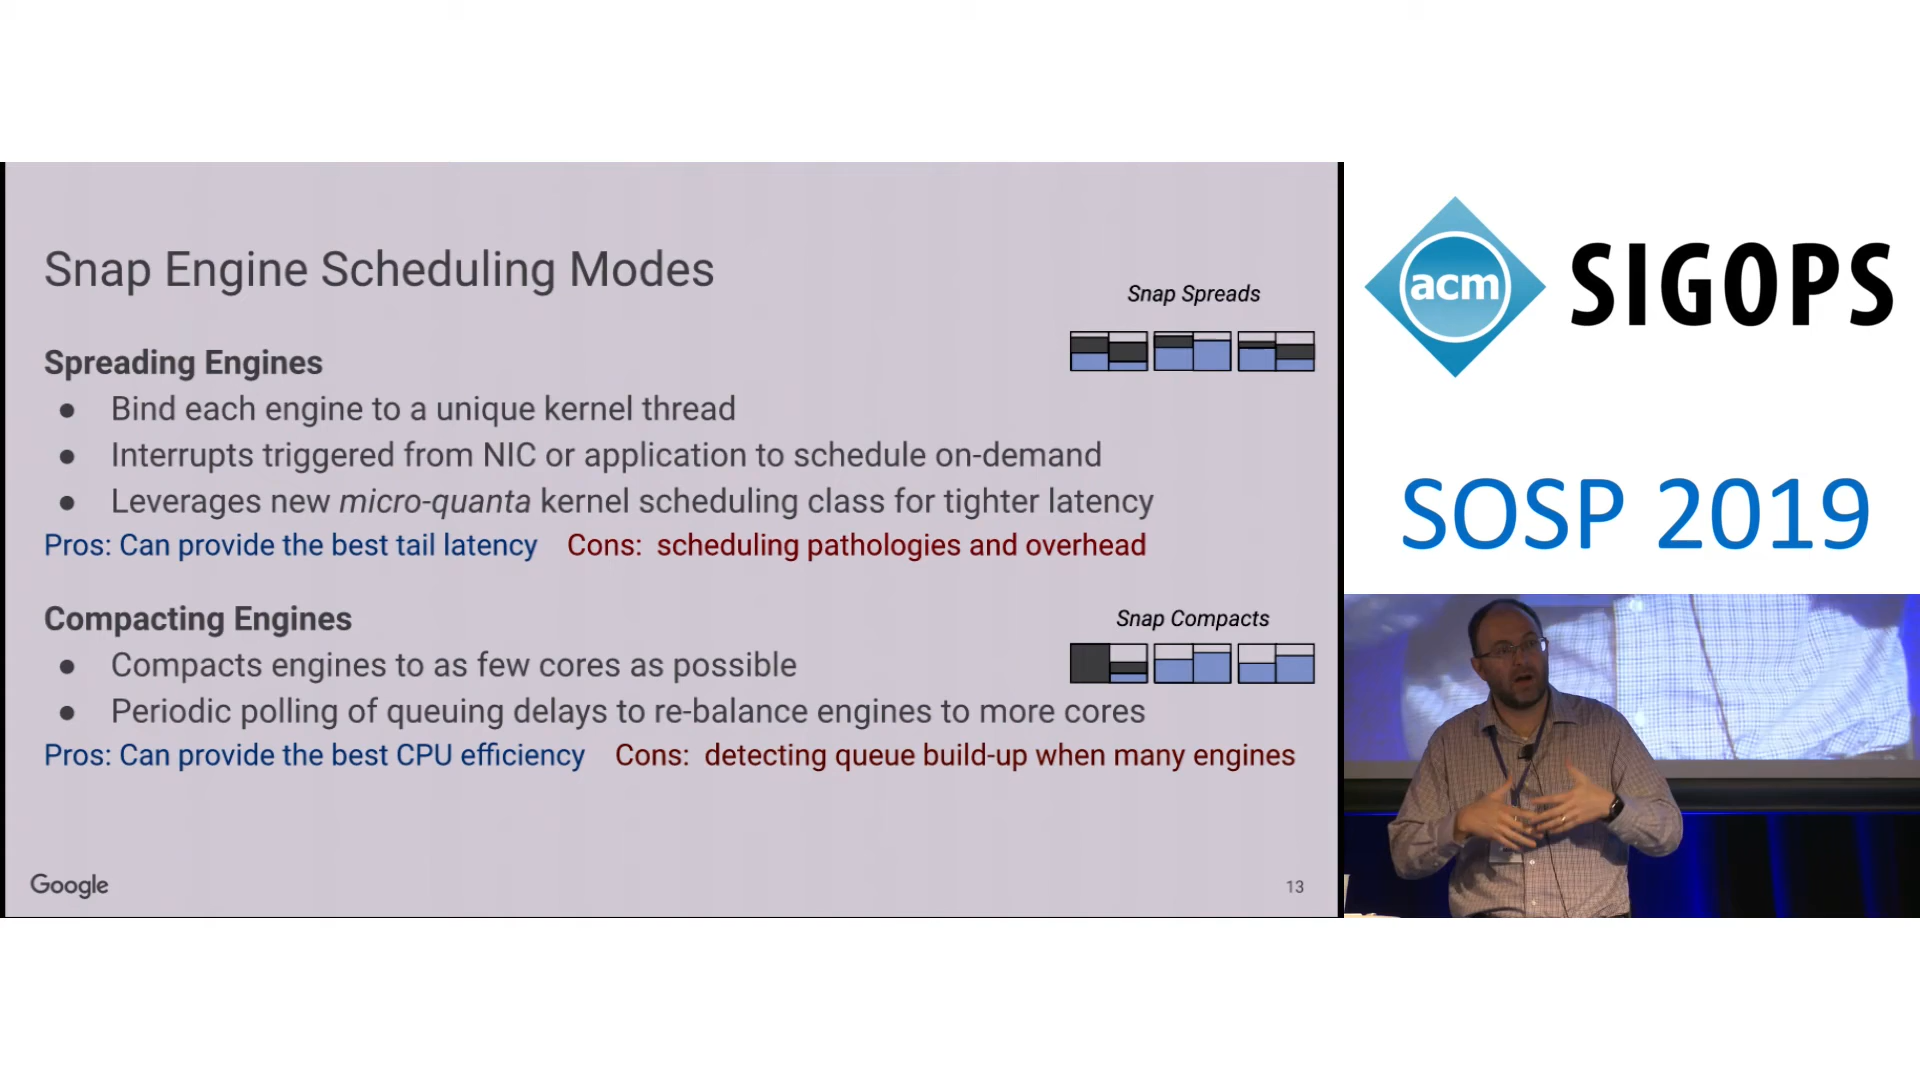 Snap Engine Scheduling Modes
Snap Spreads
Spreading Engines
● Bind each engine to a unique kernel thread
● Interrupts triggered from NIC or application to schedule on-demand
● Leverages new micro-quanta kernel scheduling class for tighter latency
Pros: Can provide the best tail latency Cons: scheduling pathologies and overhead
Compacting Engines
Snap Compacts
● Compacts engines to as few cores as possible
● Periodic polling of queuing delays to re-balance engines to more cores
Pros: Can provide the best CPU efficiency Cons: detecting queue build-up when many engines
Google
13
acm
SIGOPS
SOSP 2019